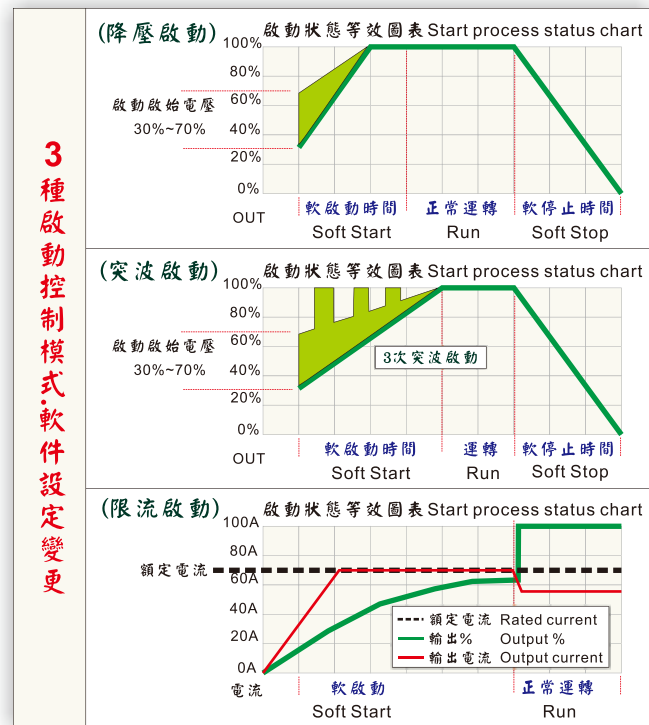 3種啟動控制模式.軟件設定變更
(降壓啟動) 啟動狀態等效圖表 Start process status chart
100%
80%
啟動啟始電壓 60%
30%~70% 40%
20%
0%
OUT
軟啟動時間 正常運轉 軟停止時間
Soft Start Run Soft Stop
(突波啟動) 啟動狀態等效圖表 Start process status chart
100%
80%
60%
啟動啟始電壓
30%~70% 40%
20%
3次突波啟動
0%
OUT
軟啟動時間 運轉 軟停止時間
Soft Start Run Soft Stop
(限流啟動) 啟動狀態等效圖表 Start process status chart
100A
80A
額定電流
60A
40A
20A
0A
額定電流 Rated current
輸出% Output %
輸出電流 Output current
電流 軟啟動 正常運轉
Soft Start Run